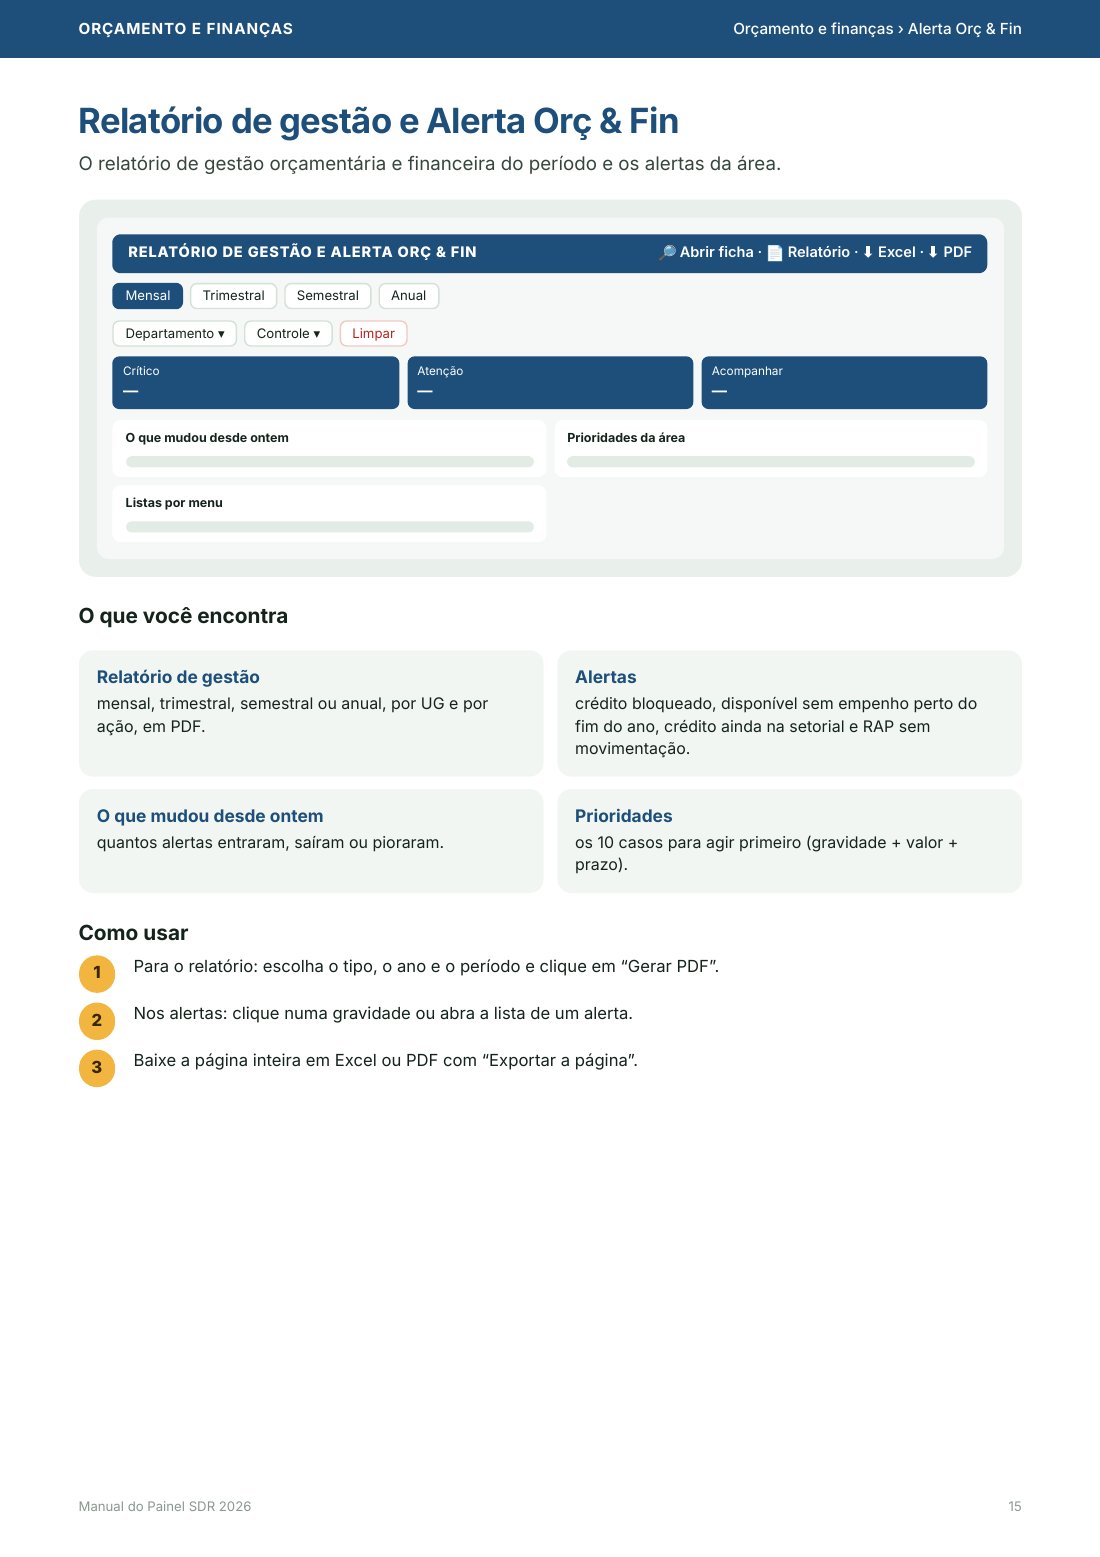 ORÇAMENTO E FINANÇAS
Orçamento e finanças › Alerta Orç & Fin
Relatório de gestão e Alerta Orç & Fin
O relatório de gestão orçamentária e financeira do período e os alertas da área.
RELATÓRIO DE GESTÃO E ALERTA ORÇ & FIN
🔎 Abrir ficha · 📄 Relatório · ⬇ Excel · ⬇ PDF
Mensal
Trimestral
Semestral
Anual
Departamento ▾
Controle ▾
Limpar
Crítico
—
Atenção
—
Acompanhar
—
O que mudou desde ontem
Prioridades da área
Listas por menu
O que você encontra
Relatório de gestão
mensal, trimestral, semestral ou anual, por UG e por
ação, em PDF.
Alertas
crédito bloqueado, disponível sem empenho perto do
fim do ano, crédito ainda na setorial e RAP sem
movimentação.
O que mudou desde ontem
quantos alertas entraram, saíram ou pioraram.
Prioridades
os 10 casos para agir primeiro (gravidade + valor +
prazo).
Como usar
1 Para o relatório: escolha o tipo, o ano e o período e clique em “Gerar PDF”.
2 Nos alertas: clique numa gravidade ou abra a lista de um alerta.
3 Baixe a página inteira em Excel ou PDF com “Exportar a página”.
Manual do Painel SDR 2026
15